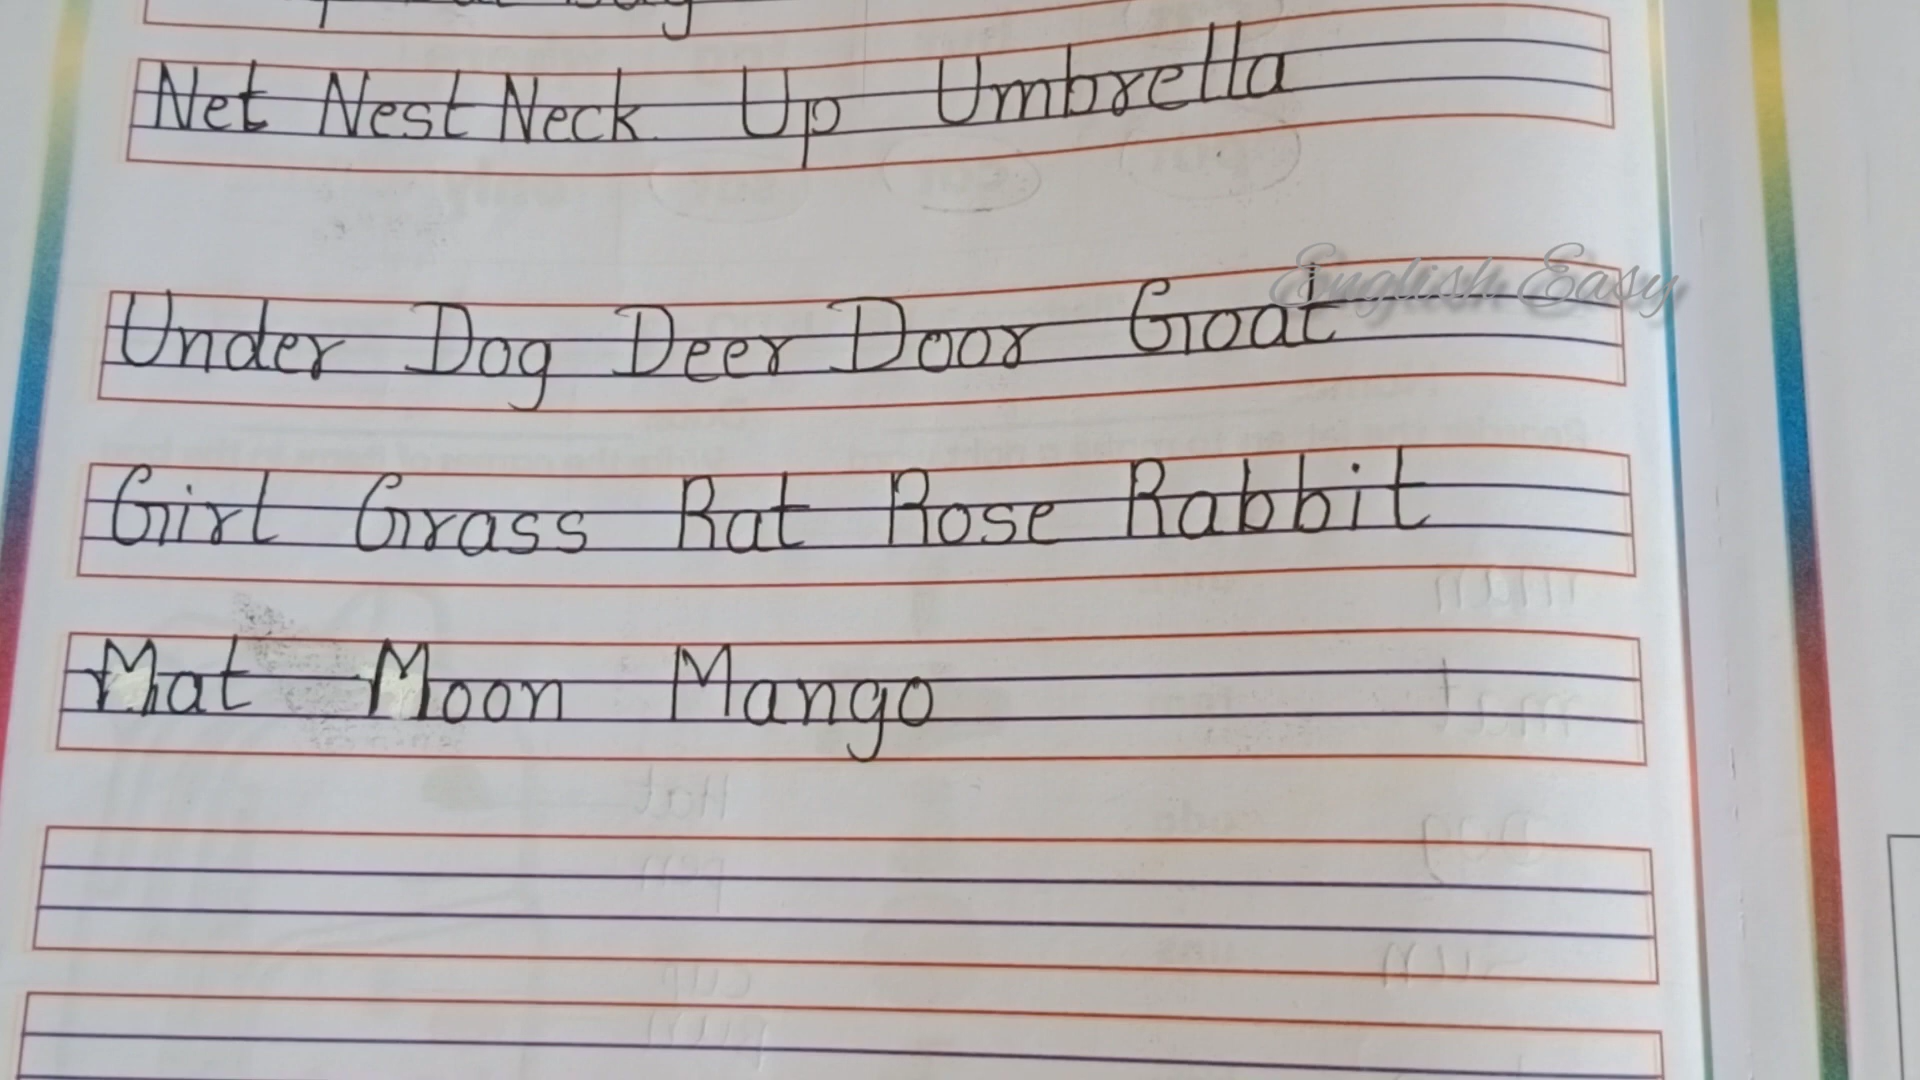 Net Nest Neck Up Umbrella
English Easy
Under Dog Deer Door Goat
Girl Grass Rat Rose Rabbit
Mat Moon Mango